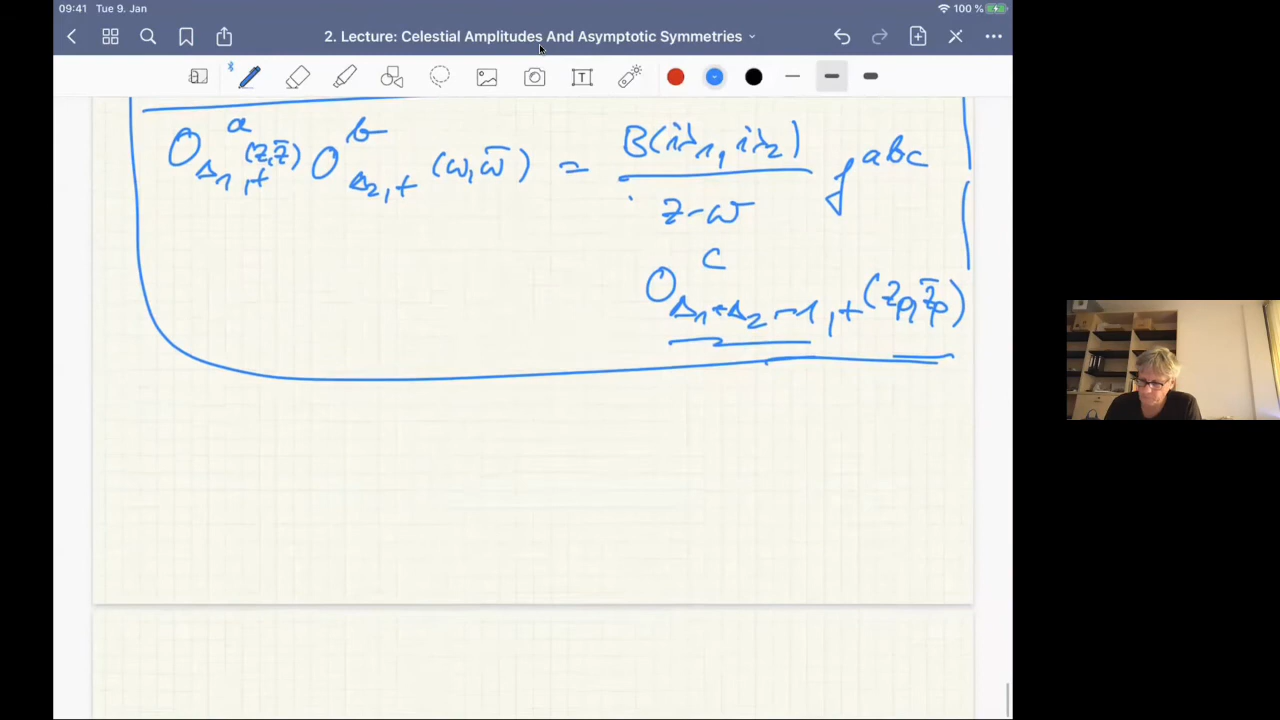 09:41 Tue 9. Jan 100 %
2. Lecture: Celestial Amplitudes And Asymptotic Symmetries
T
O^a_{Δ1,+} (z,z̄) O^b_{Δ2,+} (ω,ω̄) = B(iλ1, iλ2) / z-ω f^{abc}
O^c_{Δ1+Δ2-1,+} (z_p, z̄_p)